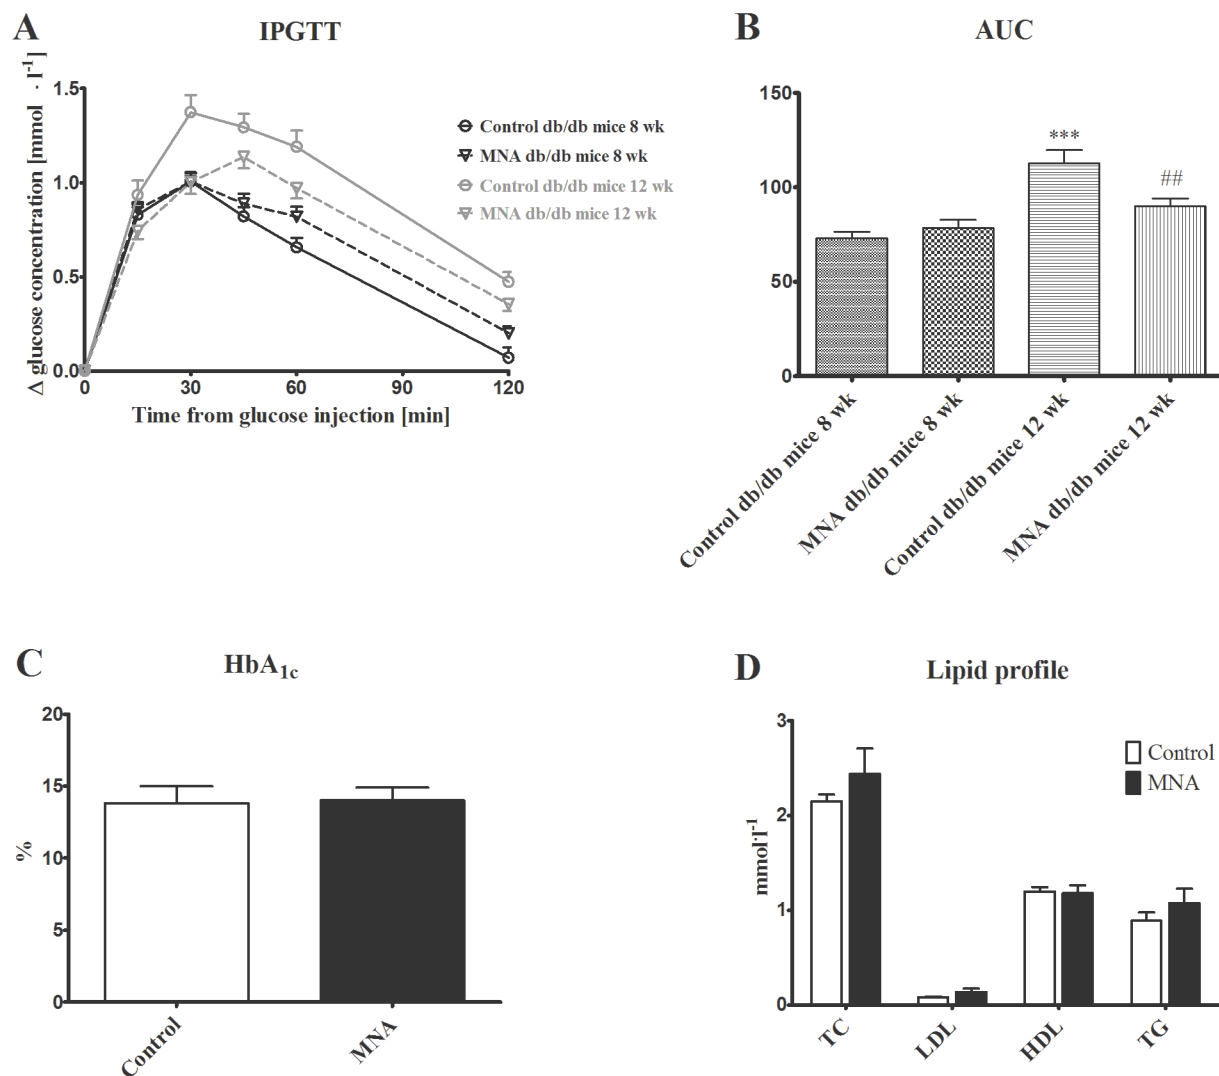 A
IPGTT
Δ glucose concentration [mmol · l⁻¹]
1.5
1.0
0.5
0.0
0
30
60
90
120
Time from glucose injection [min]
Control db/db mice 8 wk
MNA db/db mice 8 wk
Control db/db mice 12 wk
MNA db/db mice 12 wk
B
AUC
150
100
50
0
***
##
Control db/db mice 8 wk
MNA db/db mice 8 wk
Control db/db mice 12 wk
MNA db/db mice 12 wk
C
HbA₁c
%
20
15
10
5
0
Control
MNA
D
Lipid profile
mmol·l⁻¹
3
2
1
0
Control
MNA
TC
LDL
HDL
TG